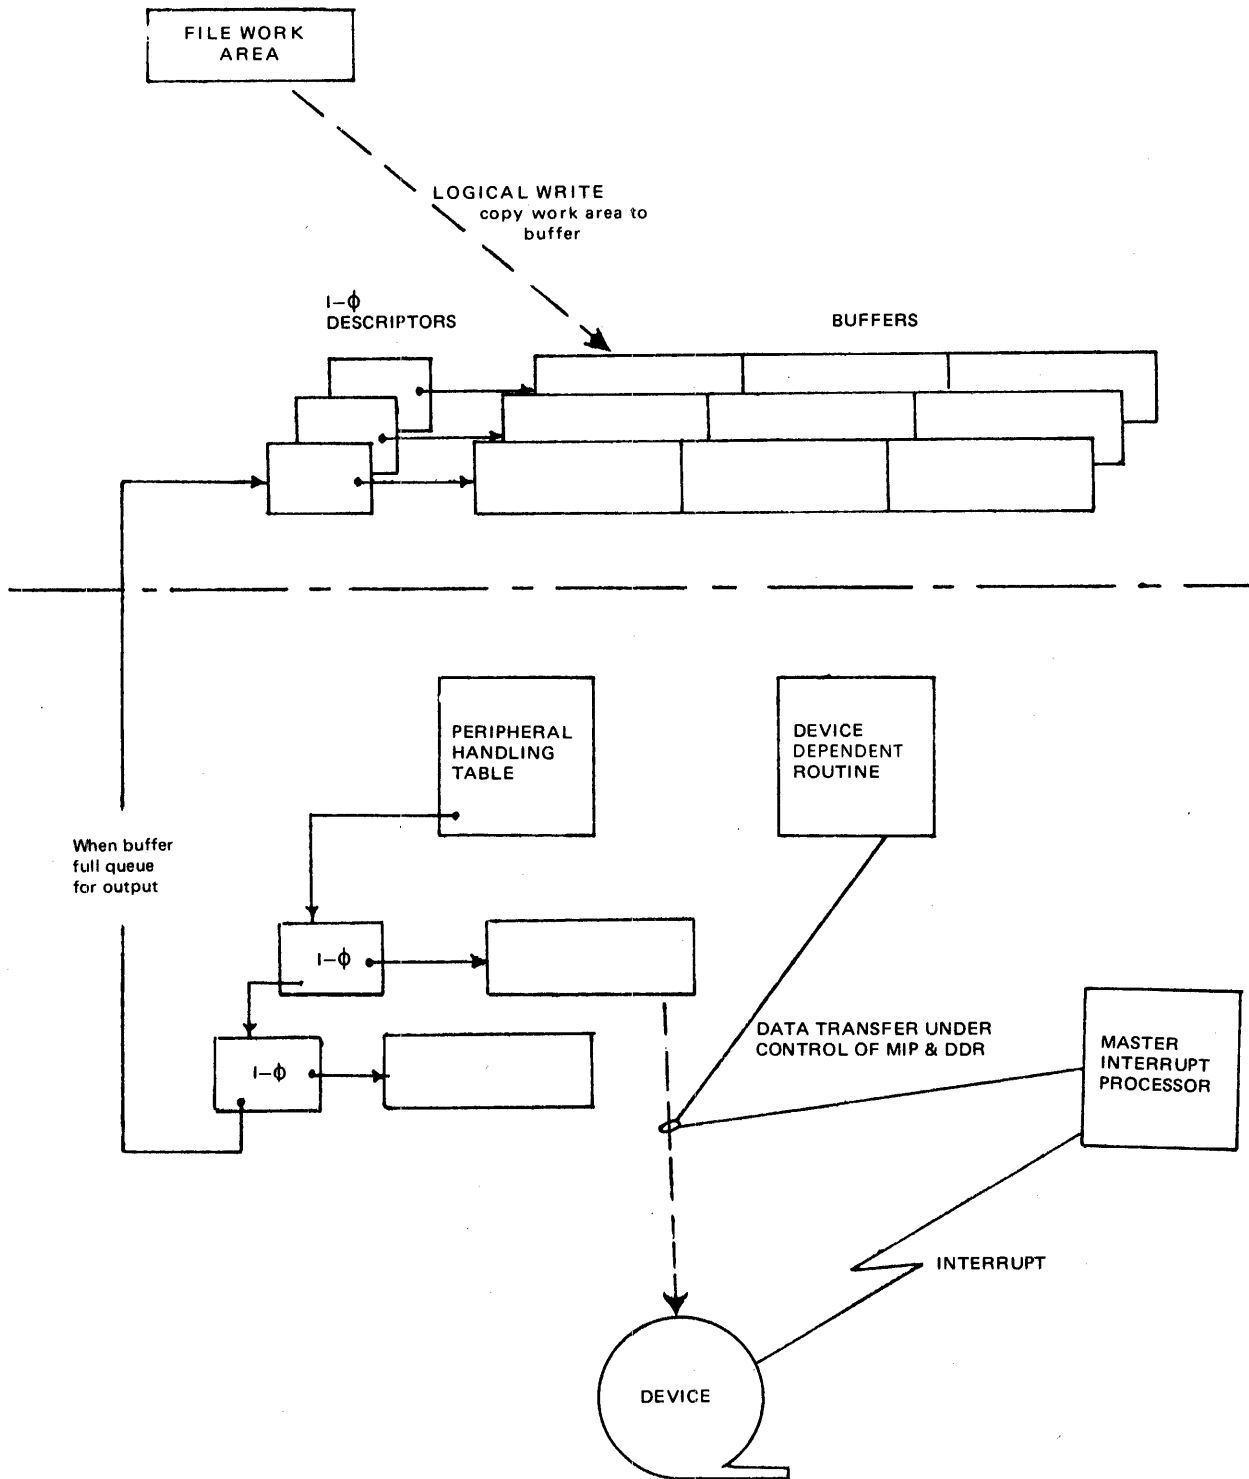 FILE WORK
AREA
LOGICAL WRITE
copy work area to
buffer
I-ϕ
DESCRIPTORS
BUFFERS
PERIPHERAL
HANDLING
TABLE
DEVICE
DEPENDENT
ROUTINE
When buffer
full queue
for output
I-ϕ
I-ϕ
DATA TRANSFER UNDER
CONTROL OF MIP & DDR
MASTER
INTERRUPT
PROCESSOR
INTERRUPT
DEVICE